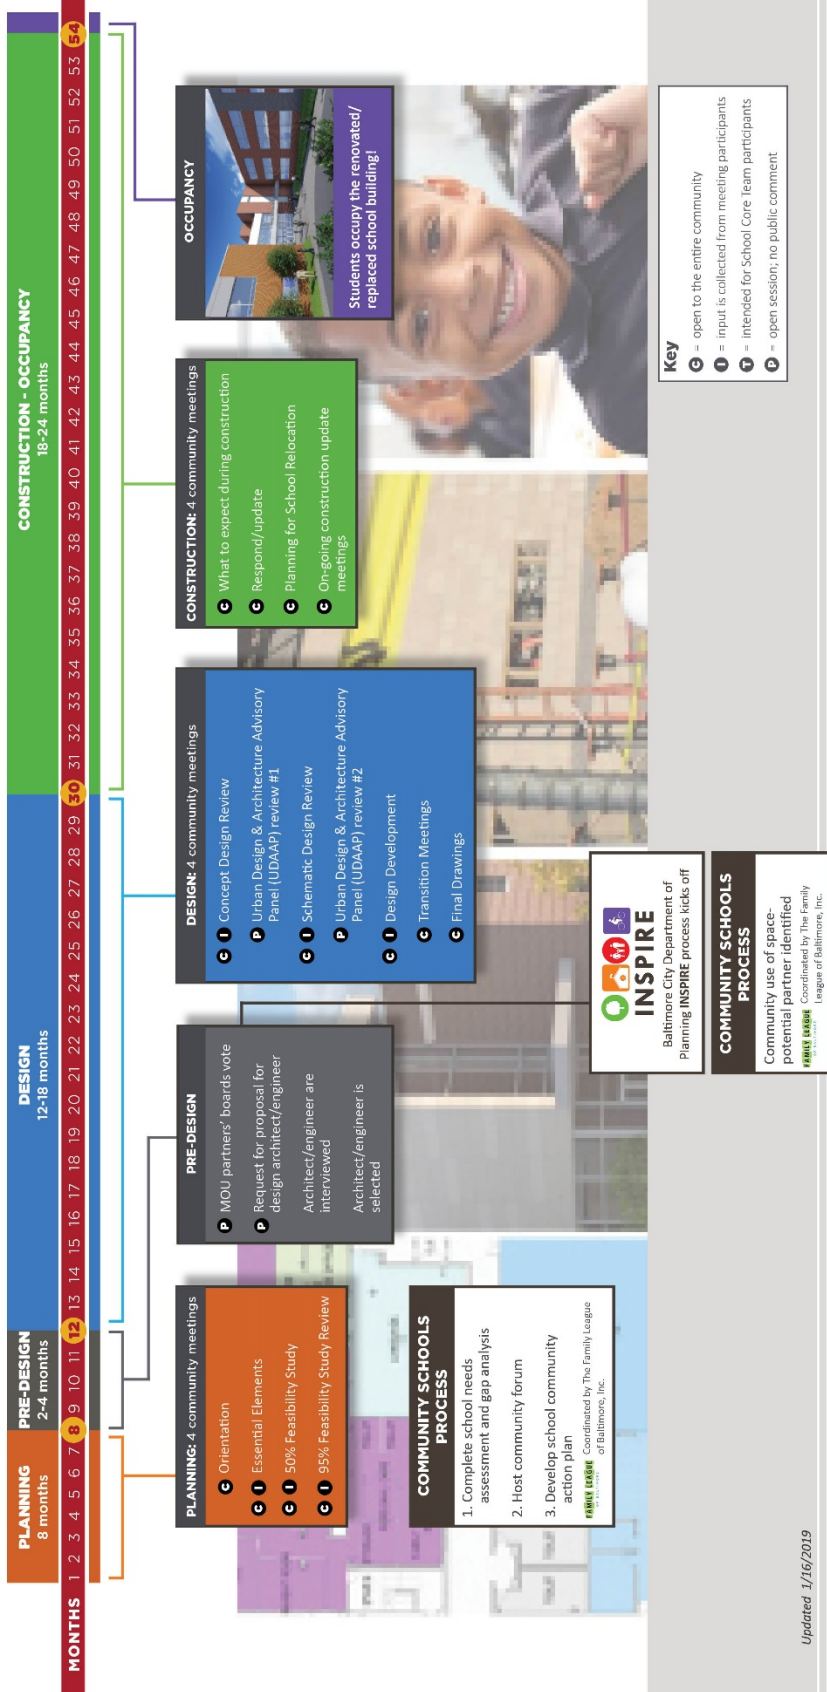 PLANNING
8 months
PRE-DESIGN
2-4 months
DESIGN
12-18 months
CONSTRUCTION - OCCUPANCY
18-24 months
MONTHS 1 2 3 4 5 6 7 8 9 10 11 12 13 14 15 16 17 18 19 20 21 22 23 24 25 26 27 28 29 30 31 32 33 34 35 36 37 38 39 40 41 42 43 44 45 46 47 48 49 50 51 52 53 54
PLANNING: 4 community meetings
C Orientation
C I Essential Elements
C I 50% Feasibility Study
C I 95% Feasibility Study Review
COMMUNITY SCHOOLS
PROCESS
1. Complete school needs
assessment and gap analysis
2. Host community forum
3. Develop school community
action plan
FAMILY LEAGUE Coordinated by The Family League
of Baltimore, Inc.
PRE-DESIGN
P MOU partners' boards vote
P Request for proposal for
design architect/engineer
Architect/engineer are
interviewed
Architect/engineer is
selected
DESIGN: 4 community meetings
C I Concept Design Review
P Urban Design & Architecture Advisory
Panel (UDAAP) review #1
C I Schematic Design Review
P Urban Design & Architecture Advisory
Panel (UDAAP) review #2
C I Design Development
C Transition Meetings
C Final Drawings
INSPIRE
Baltimore City Department of
Planning INSPIRE process kicks off
COMMUNITY SCHOOLS
PROCESS
Community use of space-
potential partner identified
FAMILY LEAGUE Coordinated by The Family
League of Baltimore, Inc.
CONSTRUCTION: 4 community meetings
C What to expect during construction
C Respond/update
C Planning for School Relocation
C On-going construction update
meetings
OCCUPANCY
Students occupy the renovated/
replaced school building!
Key
C = open to the entire community
I = input is collected from meeting participants
T = intended for School Core Team participants
P = open session; no public comment
Updated 1/16/2019